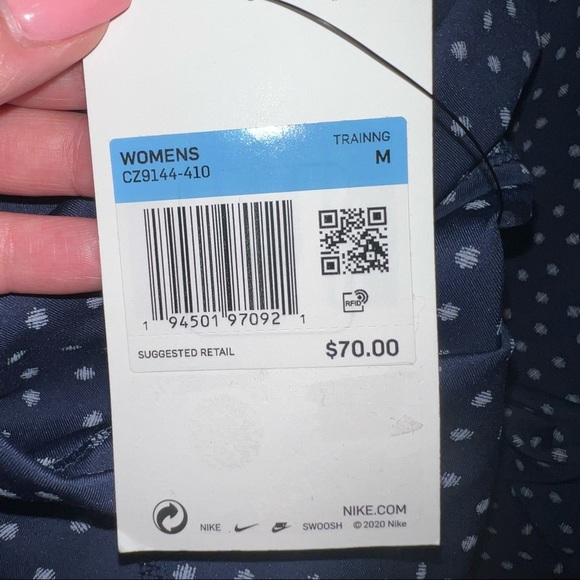 WOMENS TRAINNG
CZ9144-410 M
RFID
1 94501 97092 1
SUGGESTED RETAIL $70.00
NIKE.COM
NIKE SWOOSH © 2020 Nike